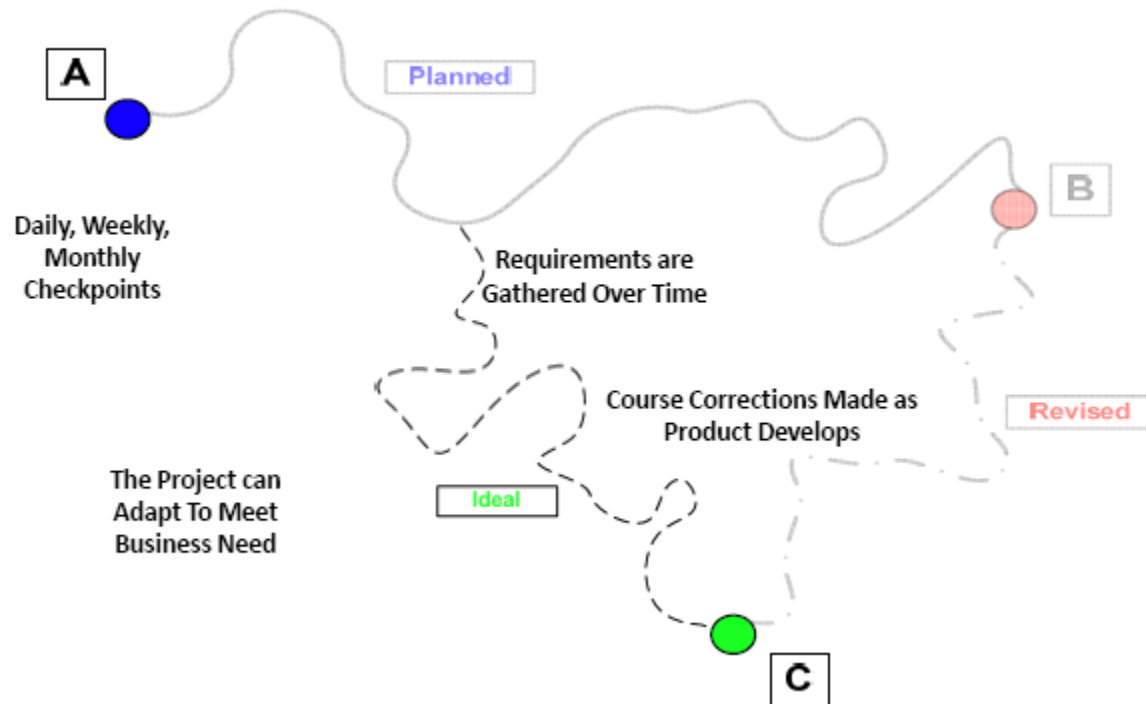 A
Planned
B
Daily, Weekly,
Monthly
Checkpoints
Requirements are
Gathered Over Time
Course Corrections Made as
Product Develops
Revised
The Project can
Adapt To Meet
Business Need
Ideal
C